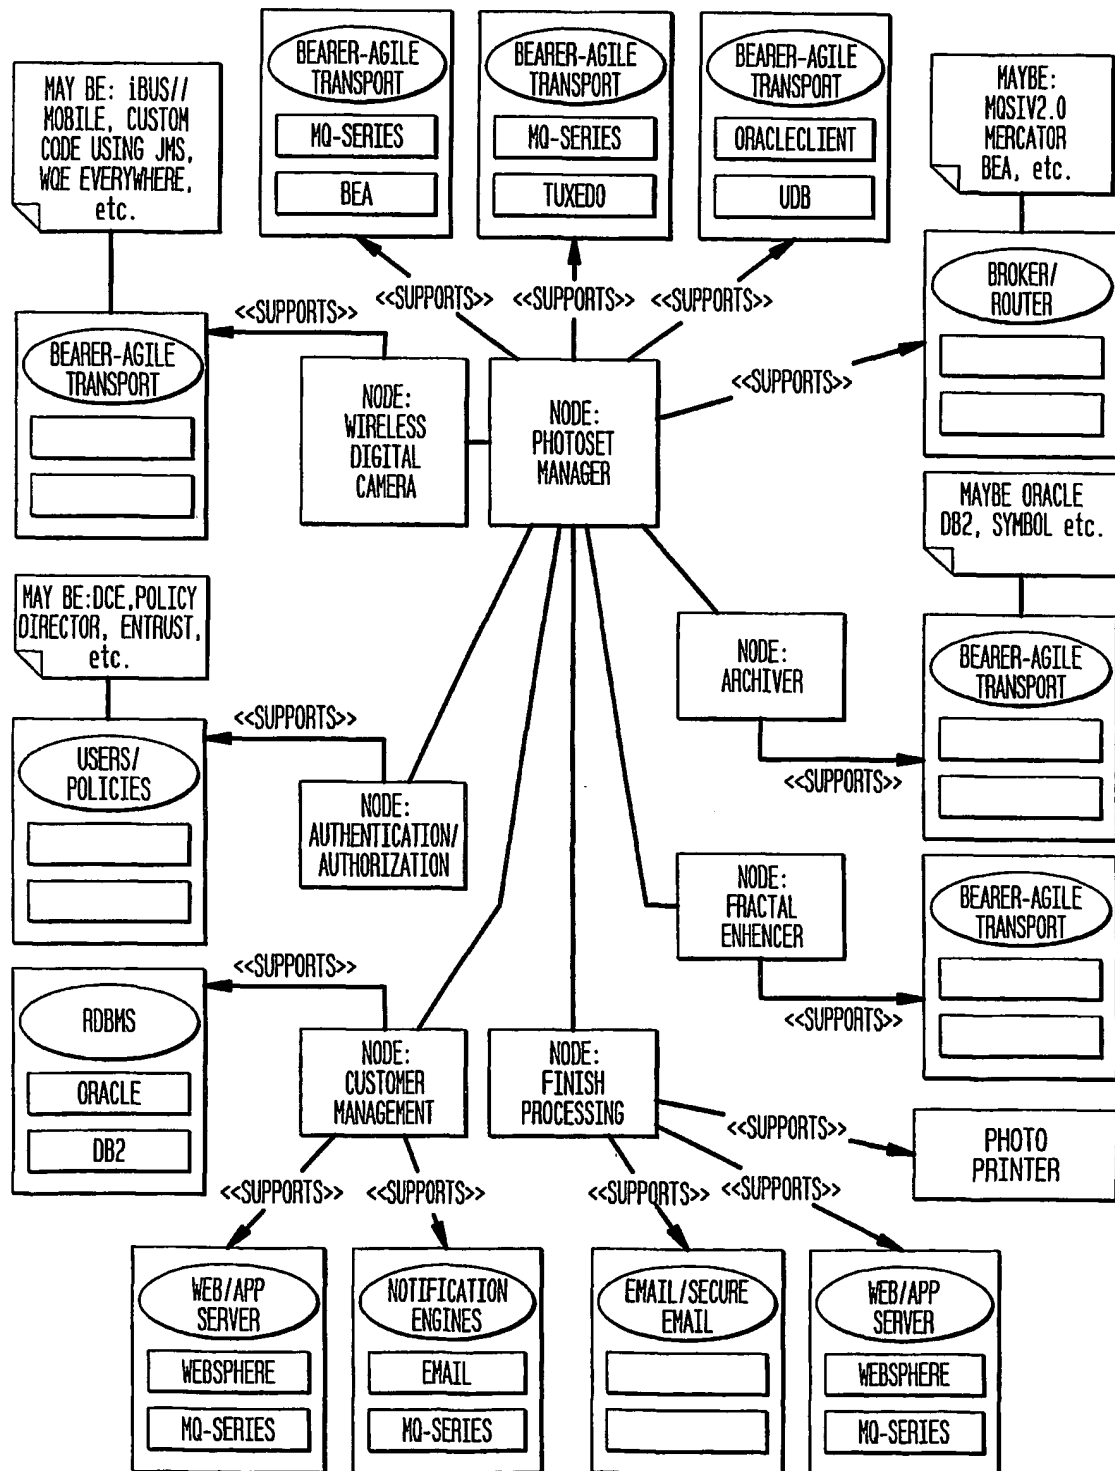 BEARER-AGILE
TRANSPORT
MQ-SERIES
BEA
BEARER-AGILE
TRANSPORT
MQ-SERIES
TUXEDO
BEARER-AGILE
TRANSPORT
ORACLECLIENT
UDB
MAY BE: iBUS//
MOBILE, CUSTOM
CODE USING JMS,
WQE EVERYWHERE,
etc.
MAYBE:
MQSIV2.0
MERCATOR
BEA, etc.
<<SUPPORTS>>
<<SUPPORTS>>
<<SUPPORTS>>
<<SUPPORTS>>
BEARER-AGILE
TRANSPORT
BROKER/
ROUTER
<<SUPPORTS>>
NODE:
WIRELESS
DIGITAL
CAMERA
NODE:
PHOTOSET
MANAGER
MAYBE ORACLE
DB2, SYMBOL etc.
MAY BE:DCE,POLICY
DIRECTOR, ENTRUST,
etc.
NODE:
ARCHIVER
BEARER-AGILE
TRANSPORT
<<SUPPORTS>>
<<SUPPORTS>>
USERS/
POLICIES
NODE:
AUTHENTICATION/
AUTHORIZATION
NODE:
FRACTAL
ENHENCER
BEARER-AGILE
TRANSPORT
<<SUPPORTS>>
<<SUPPORTS>>
RDBMS
ORACLE
DB2
NODE:
CUSTOMER
MANAGEMENT
NODE:
FINISH
PROCESSING
<<SUPPORTS>>
PHOTO
PRINTER
<<SUPPORTS>>
<<SUPPORTS>>
<<SUPPORTS>>
<<SUPPORTS>>
WEB/APP
SERVER
WEBSPHERE
MQ-SERIES
NOTIFICATION
ENGINES
EMAIL
MQ-SERIES
EMAIL/SECURE
EMAIL
WEB/APP
SERVER
WEBSPHERE
MQ-SERIES